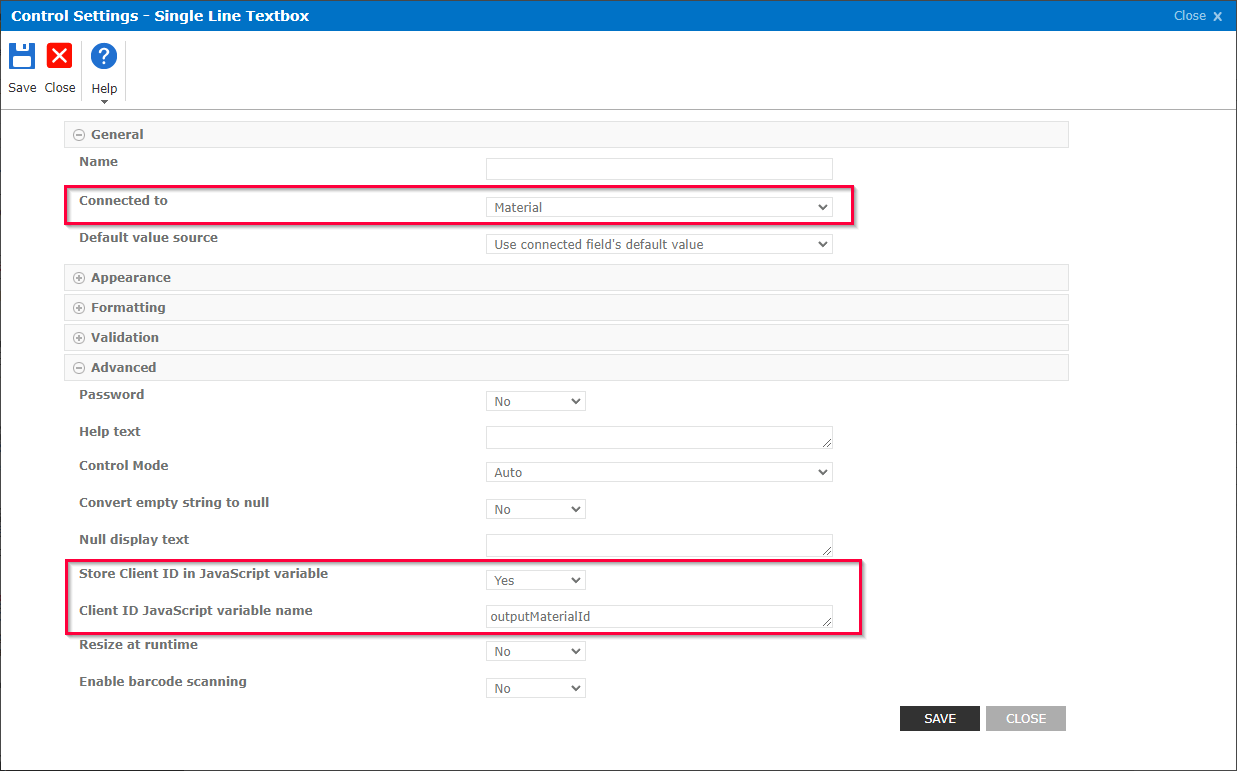 Control Settings - Single Line Textbox
Close x
Save Close Help
General
Name
Connected to Material
Default value source Use connected field's default value
Appearance
Formatting
Validation
Advanced
Password No
Help text
Control Mode Auto
Convert empty string to null No
Null display text
Store Client ID in JavaScript variable Yes
Client ID JavaScript variable name outputMaterialId
Resize at runtime No
Enable barcode scanning No
SAVE CLOSE